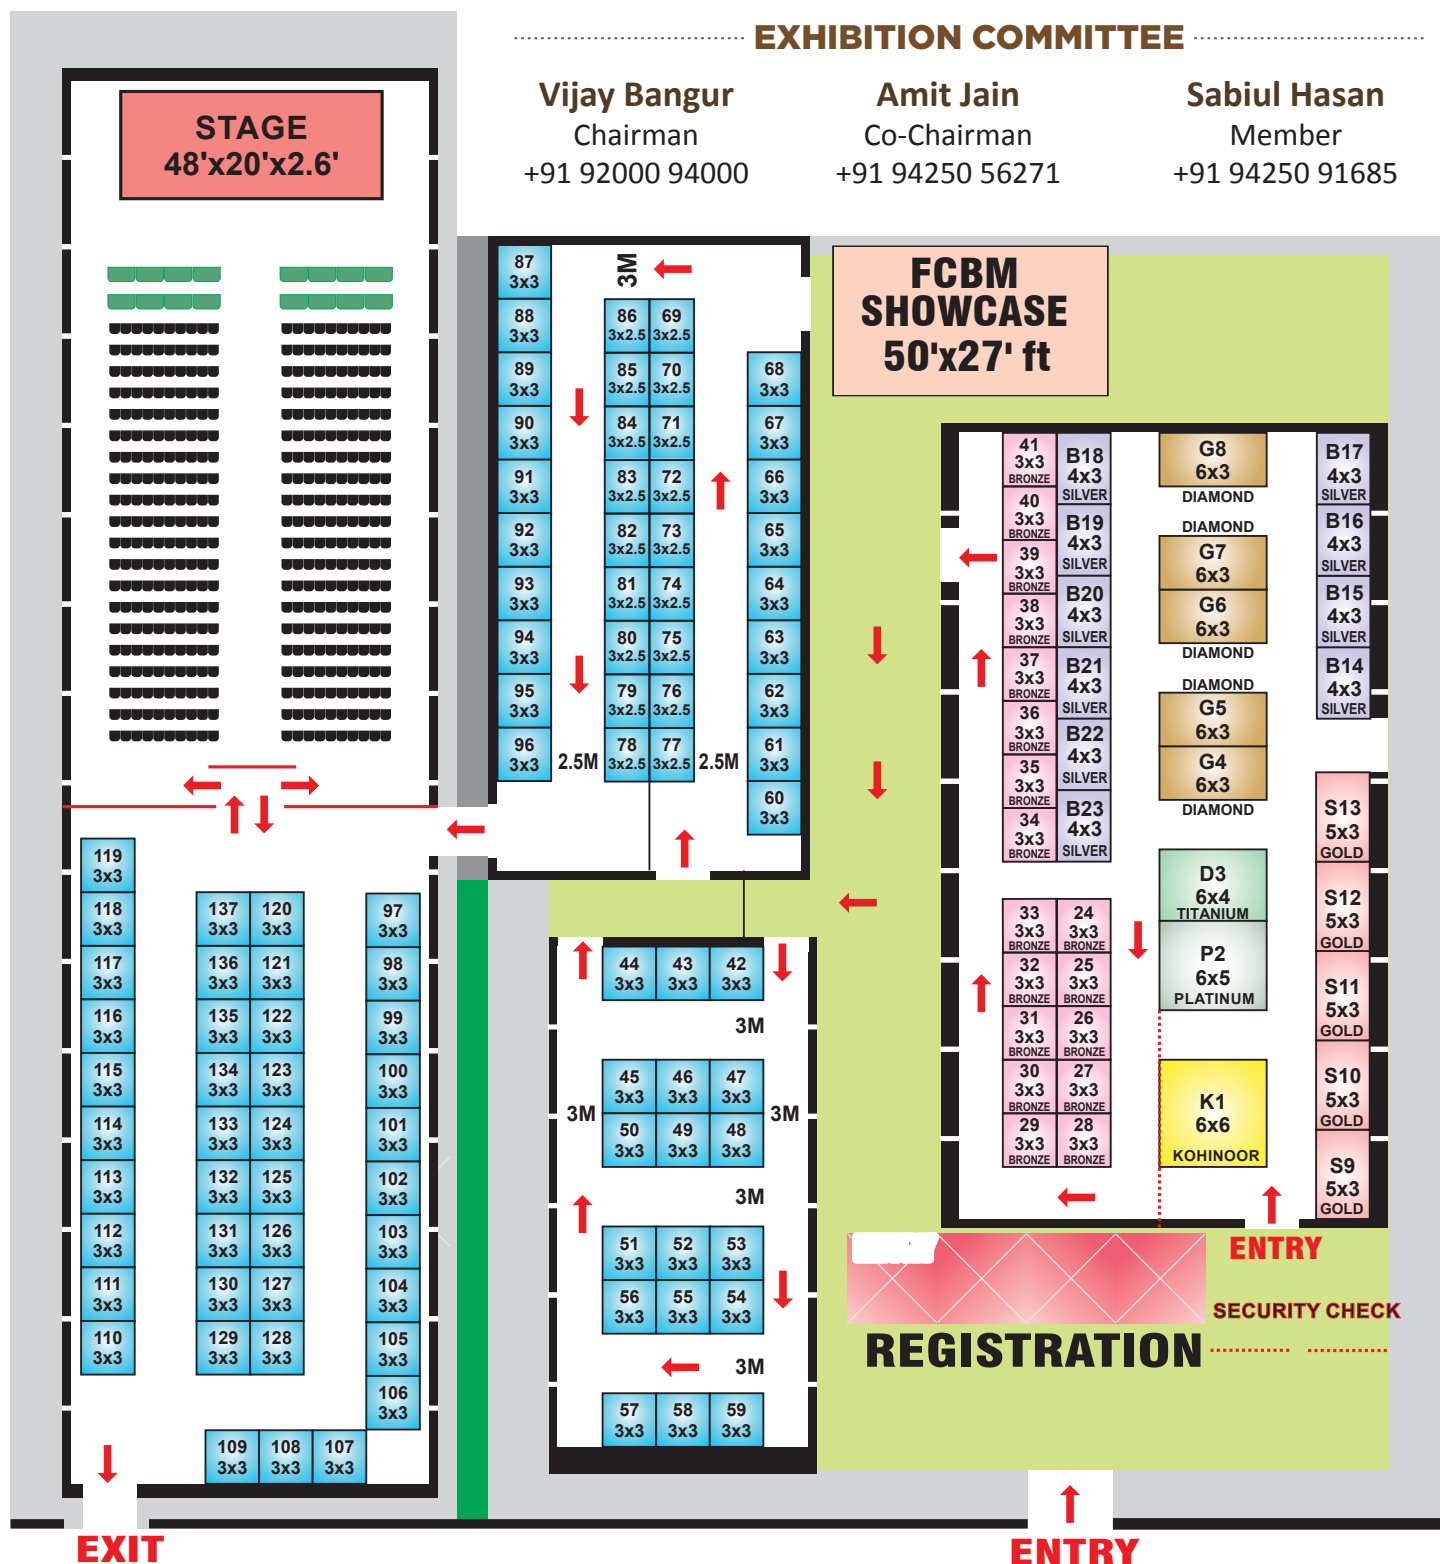 EXHIBITION COMMITTEE
Vijay Bangur
Chairman
+91 92000 94000
Amit Jain
Co-Chairman
+91 94250 56271
Sabiul Hasan
Member
+91 94250 91685
STAGE
48'x20'x2.6'
FCBM
SHOWCASE
50'x27' ft
87
3x3
88
3x3
89
3x3
90
3x3
91
3x3
92
3x3
93
3x3
94
3x3
95
3x3
96
3x3
3M
86
3x2.5
85
3x2.5
84
3x2.5
83
3x2.5
82
3x2.5
81
3x2.5
80
3x2.5
79
3x2.5
78
3x2.5
69
3x2.5
70
3x2.5
71
3x2.5
72
3x2.5
73
3x2.5
74
3x2.5
75
3x2.5
76
3x2.5
77
3x2.5
2.5M
2.5M
68
3x3
67
3x3
66
3x3
65
3x3
64
3x3
63
3x3
62
3x3
61
3x3
60
3x3
41
3x3
BRONZE
40
3x3
BRONZE
39
3x3
BRONZE
38
3x3
BRONZE
37
3x3
BRONZE
36
3x3
BRONZE
35
3x3
BRONZE
34
3x3
BRONZE
B18
4x3
SILVER
B19
4x3
SILVER
B20
4x3
SILVER
B21
4x3
SILVER
B22
4x3
SILVER
B23
4x3
SILVER
G8
6x3
DIAMOND
DIAMOND
G7
6x3
G6
6x3
DIAMOND
DIAMOND
G5
6x3
G4
6x3
DIAMOND
B17
4x3
SILVER
B16
4x3
SILVER
B15
4x3
SILVER
B14
4x3
SILVER
S13
5x3
GOLD
S12
5x3
GOLD
S11
5x3
GOLD
S10
5x3
GOLD
S9
5x3
GOLD
D3
6x4
TITANIUM
P2
6x5
PLATINUM
K1
6x6
KOHINOOR
33
3x3
BRONZE
32
3x3
BRONZE
31
3x3
BRONZE
30
3x3
BRONZE
29
3x3
BRONZE
24
3x3
BRONZE
25
3x3
BRONZE
26
3x3
BRONZE
27
3x3
BRONZE
28
3x3
BRONZE
119
3x3
118
3x3
117
3x3
116
3x3
115
3x3
114
3x3
113
3x3
112
3x3
111
3x3
110
3x3
137
3x3
136
3x3
135
3x3
134
3x3
133
3x3
132
3x3
131
3x3
130
3x3
129
3x3
120
3x3
121
3x3
122
3x3
123
3x3
124
3x3
125
3x3
126
3x3
127
3x3
128
3x3
97
3x3
98
3x3
99
3x3
100
3x3
101
3x3
102
3x3
103
3x3
104
3x3
105
3x3
106
3x3
109
3x3
108
3x3
107
3x3
44
3x3
43
3x3
42
3x3
3M
45
3x3
46
3x3
47
3x3
3M
3M
50
3x3
49
3x3
48
3x3
3M
51
3x3
52
3x3
53
3x3
56
3x3
55
3x3
54
3x3
3M
57
3x3
58
3x3
59
3x3
ENTRY
SECURITY CHECK
REGISTRATION
EXIT
ENTRY